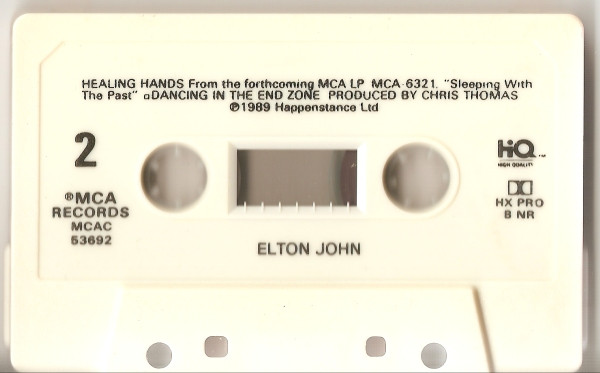 HEALING HANDS From the forthcoming MCA LP MCA-6321. "Sleeping With
The Past" ¤DANCING IN THE END ZONE PRODUCED BY CHRIS THOMAS
℗1989 Happenstance Ltd
2
HiQ™
HIGH QUALITY
®MCA
RECORDS
MCAC
53692
HX PRO
B NR
ELTON JOHN